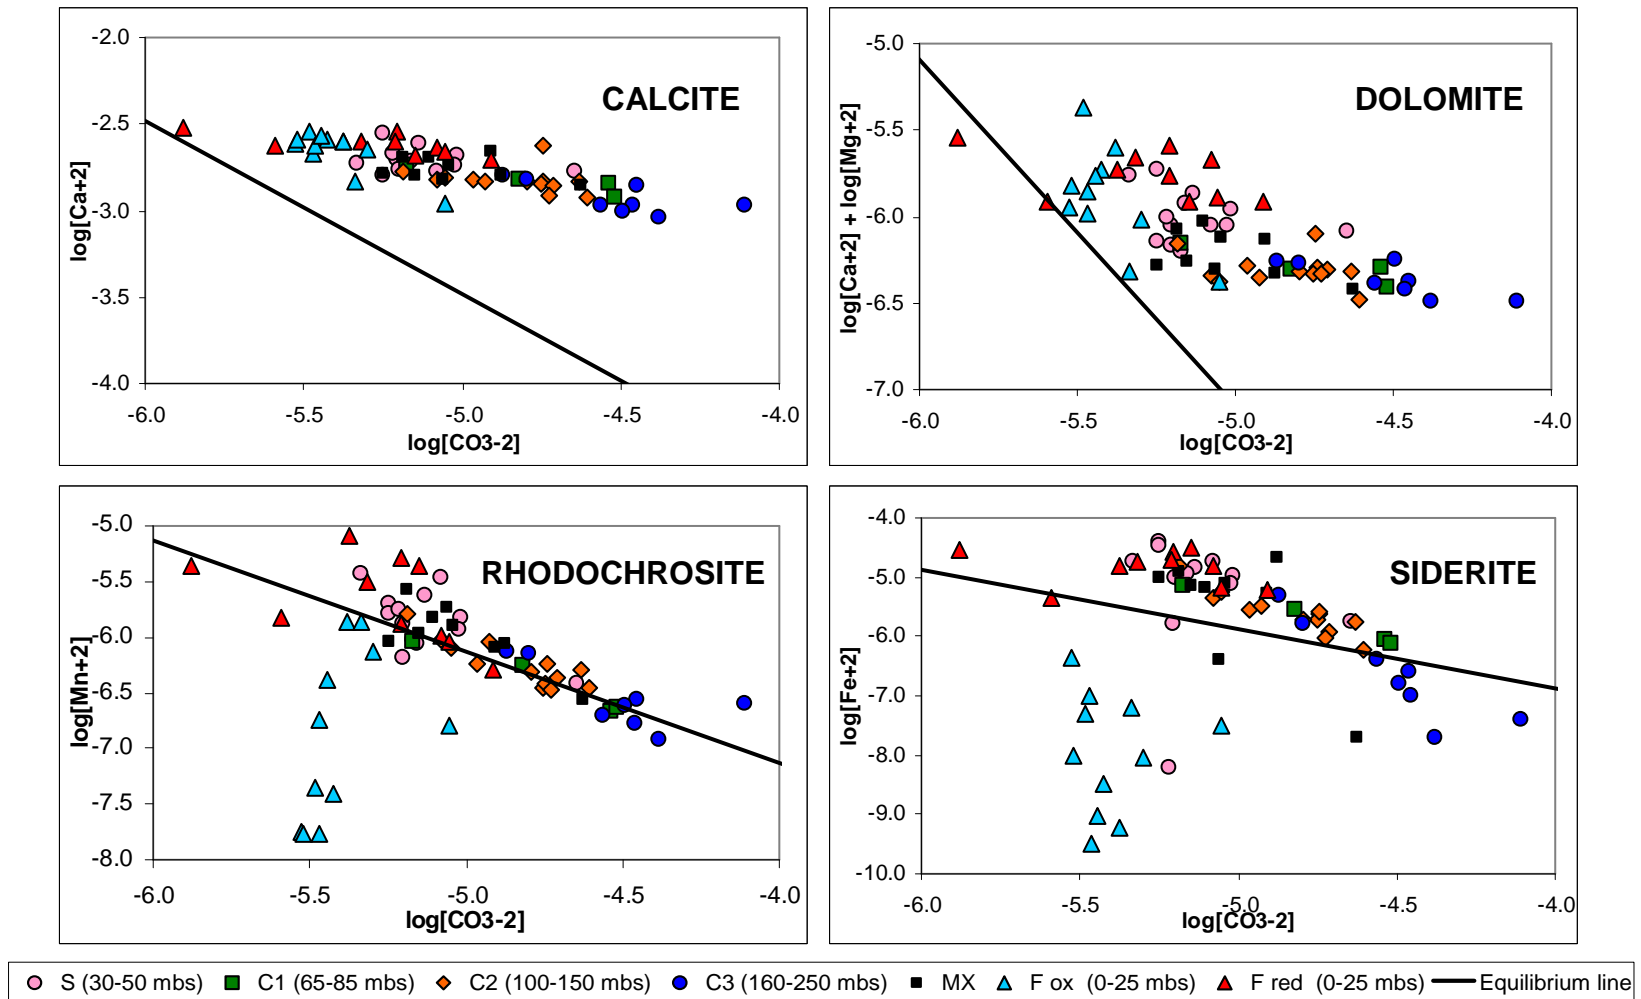 CALCITE
-2.0
-2.5
-3.0
-3.5
-4.0
log[Ca+2]
-6.0 -5.5 -5.0 -4.5 -4.0
log[CO3-2]
DOLOMITE
-5.0
-5.5
-6.0
-6.5
-7.0
log[Ca+2] + log[Mg+2]
-6.0 -5.5 -5.0 -4.5 -4.0
log[CO3-2]
RHODOCHROSITE
-5.0
-5.5
-6.0
-6.5
-7.0
-7.5
-8.0
log[Mn+2]
-6.0 -5.5 -5.0 -4.5 -4.0
log[CO3-2]
SIDERITE
-4.0
-5.0
-6.0
-7.0
-8.0
-9.0
-10.0
log[Fe+2]
-6.0 -5.5 -5.0 -4.5 -4.0
log[CO3-2]
S (30-50 mbs) C1 (65-85 mbs) C2 (100-150 mbs) C3 (160-250 mbs) MX F ox (0-25 mbs) F red (0-25 mbs) Equilibrium line